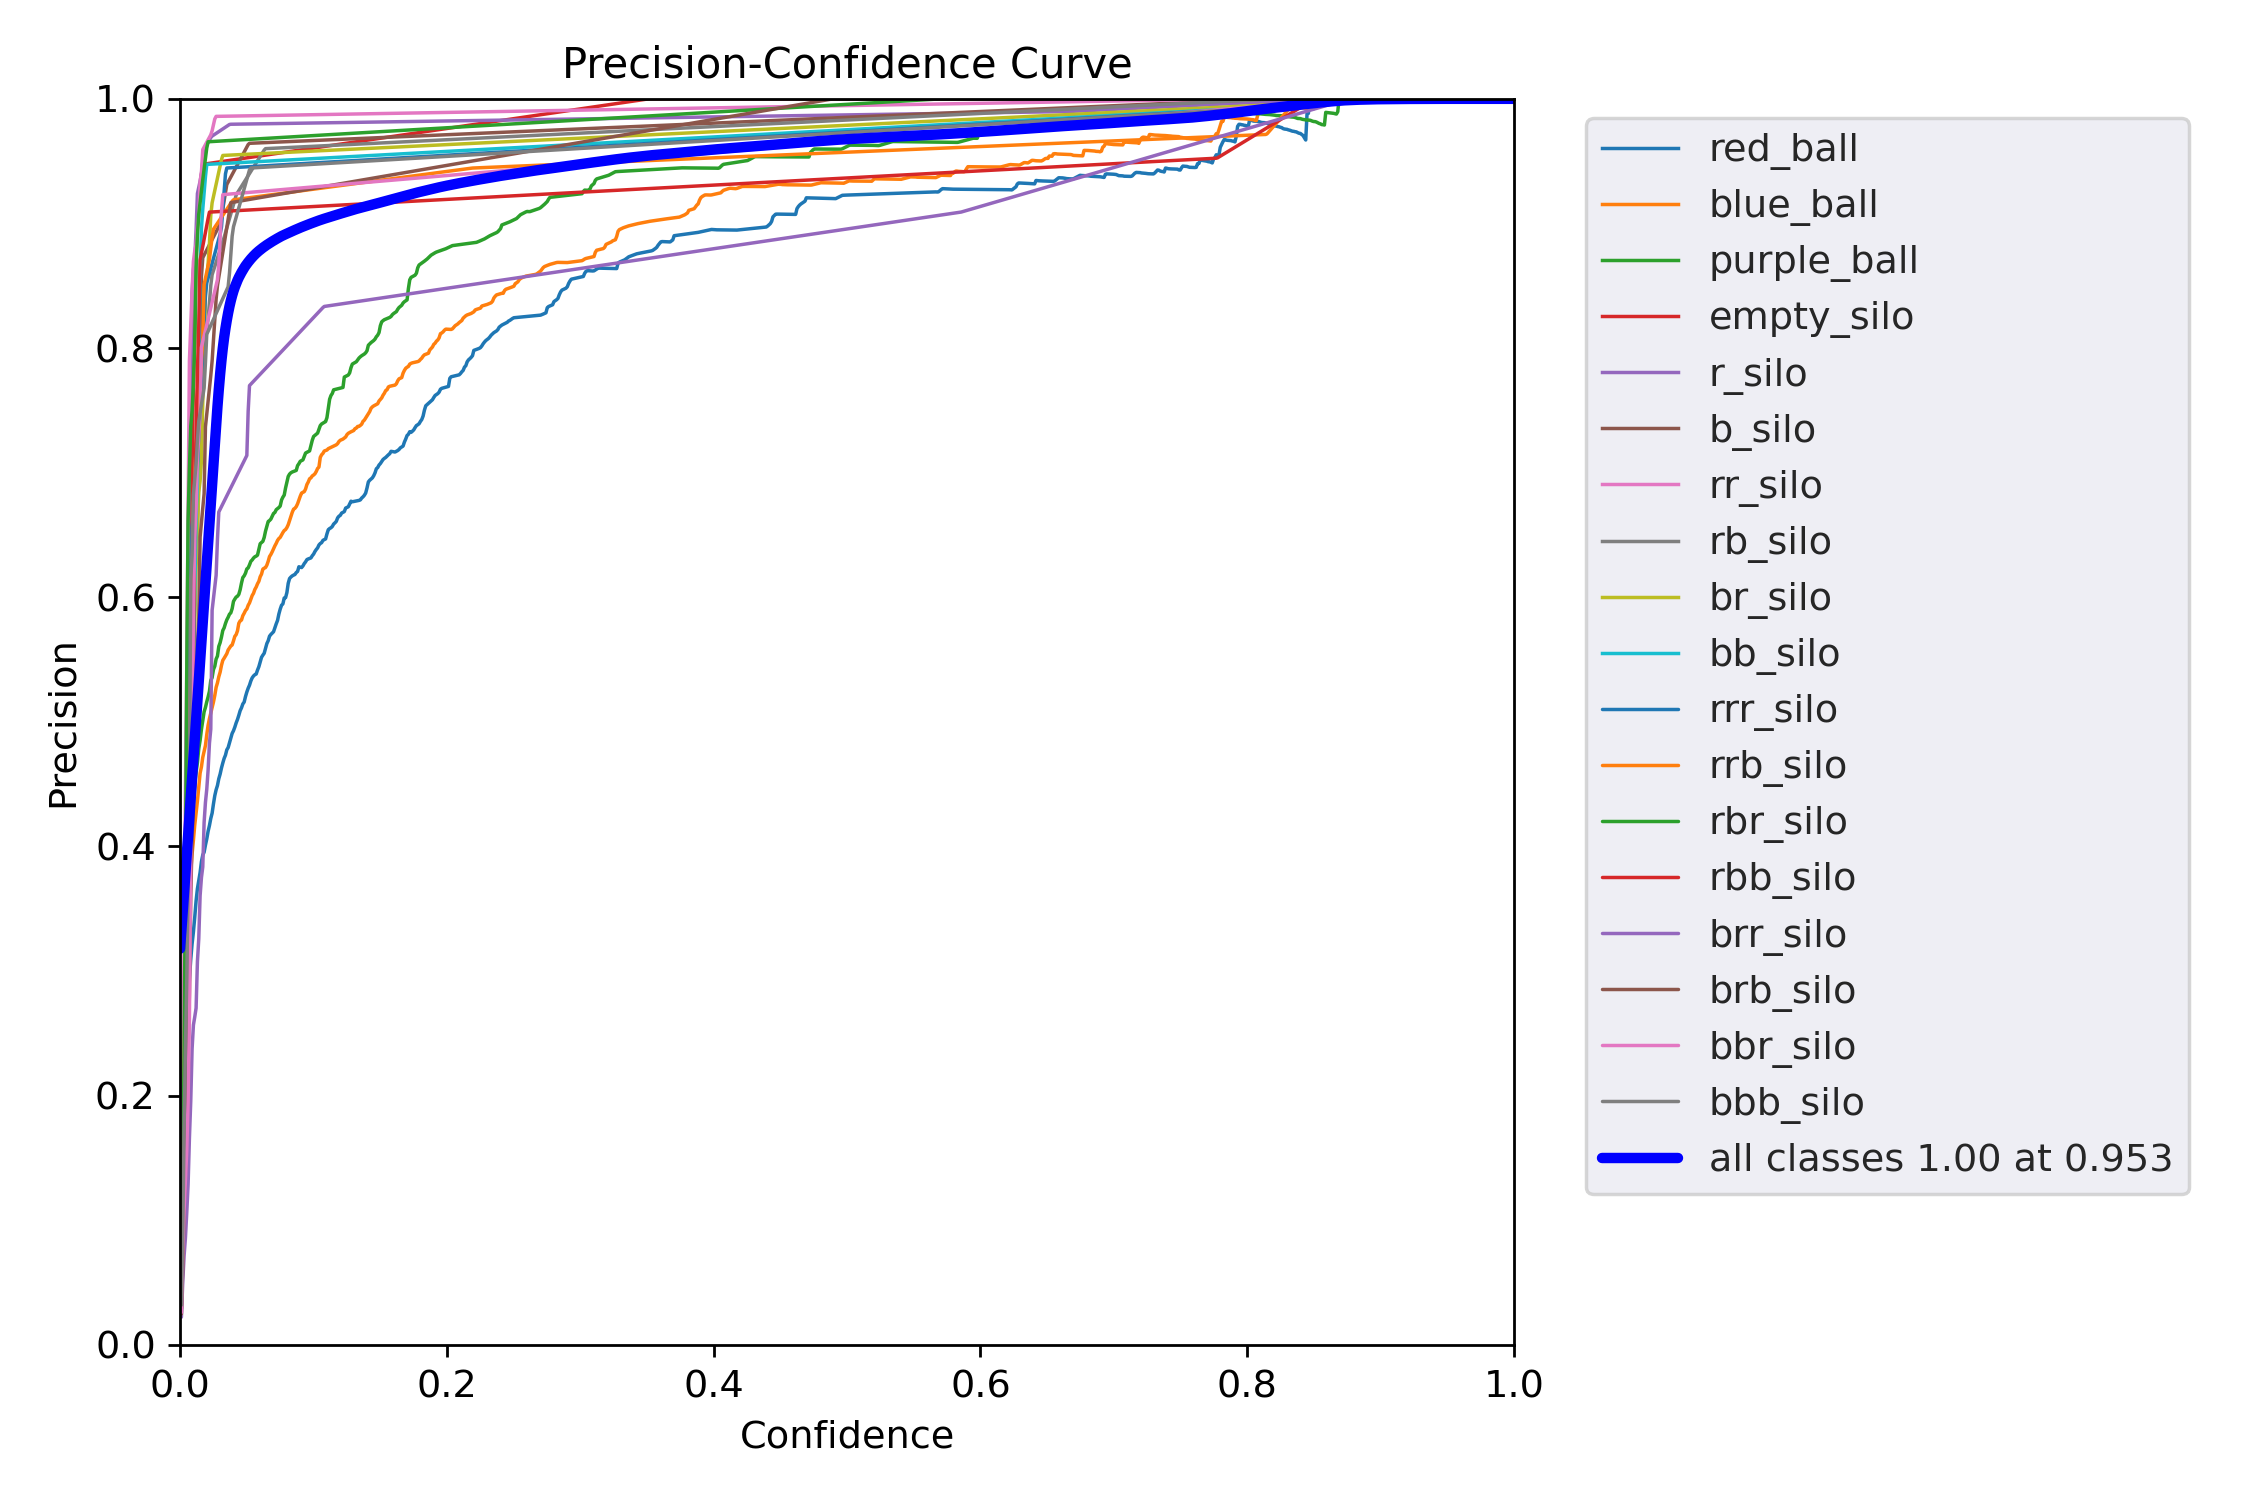 Precision-Confidence Curve
1.0
0.8
0.6
0.4
0.2
0.0
Precision
0.0 0.2 0.4 0.6 0.8 1.0
Confidence
red_ball
blue_ball
purple_ball
empty_silo
r_silo
b_silo
rr_silo
rb_silo
br_silo
bb_silo
rrr_silo
rrb_silo
rbr_silo
rbb_silo
brr_silo
brb_silo
bbr_silo
bbb_silo
all classes 1.00 at 0.953